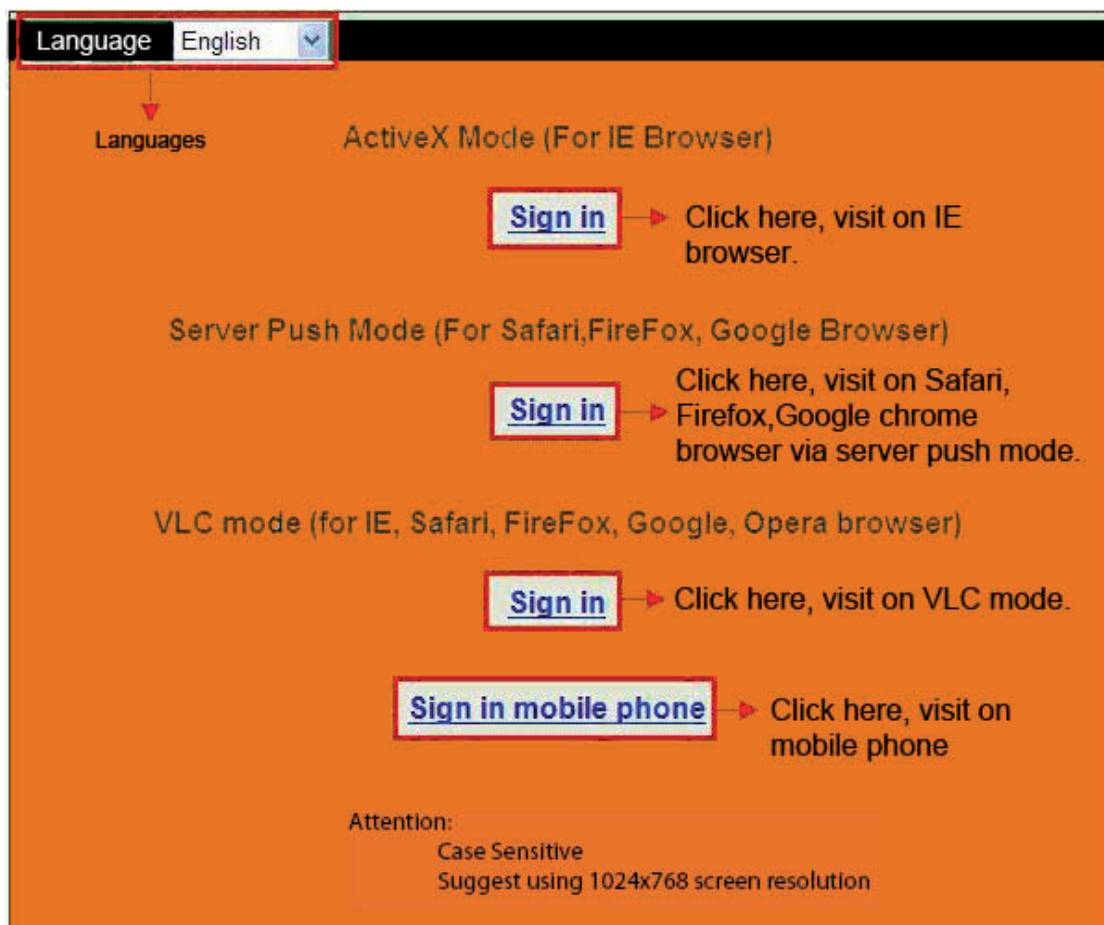 Language English
Languages
ActiveX Mode (For IE Browser)
Sign in
Click here, visit on IE
browser.
Server Push Mode (For Safari,FireFox, Google Browser)
Sign in
Click here, visit on Safari,
Firefox,Google chrome
browser via server push mode.
VLC mode (for IE, Safari, FireFox, Google, Opera browser)
Sign in
Click here, visit on VLC mode.
Sign in mobile phone
Click here, visit on
mobile phone
Attention:
Case Sensitive
Suggest using 1024x768 screen resolution